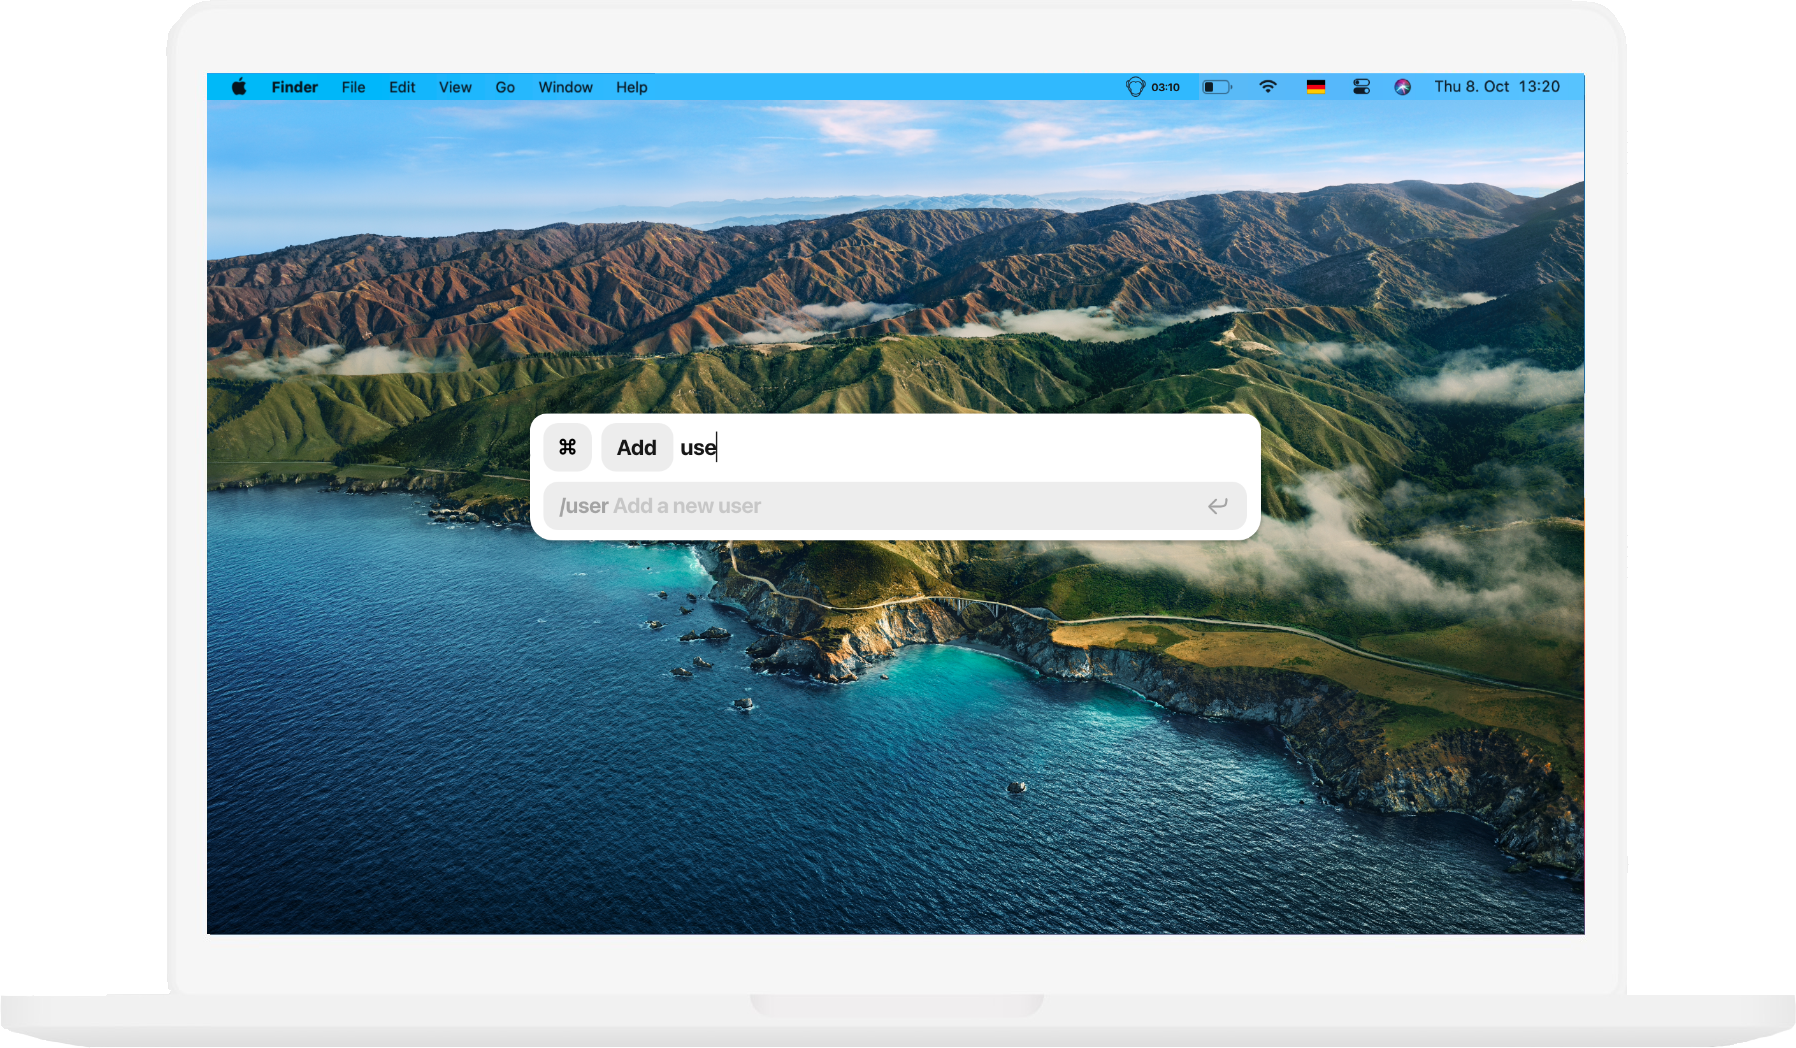 Finder File Edit View Go Window Help 03:10 Thu 8. Oct 13:20
⌘ Add use
/user Add a new user